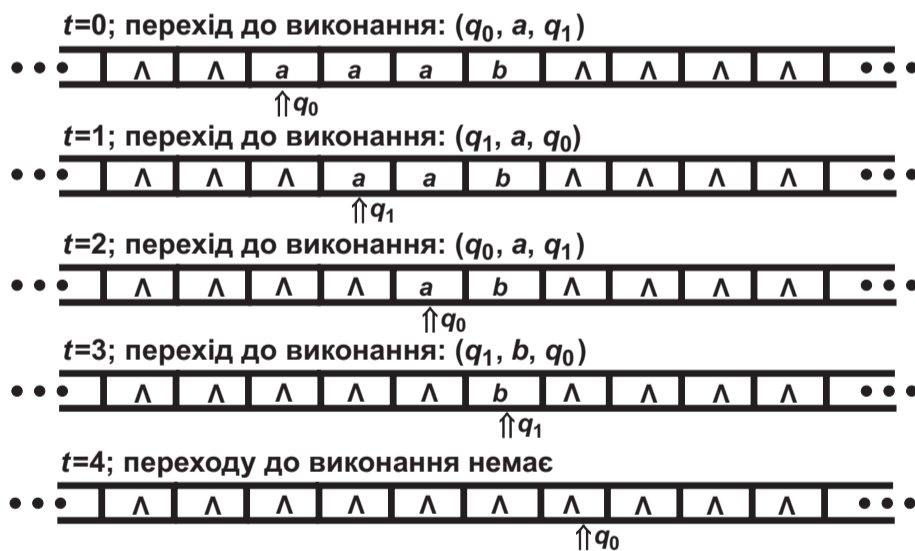 t=0; перехід до виконання: (q₀, a, q₁)
••• Λ Λ a a a b Λ Λ Λ Λ •••
⇑q₀
t=1; перехід до виконання: (q₁, a, q₀)
••• Λ Λ Λ a a b Λ Λ Λ Λ •••
⇑q₁
t=2; перехід до виконання: (q₀, a, q₁)
••• Λ Λ Λ Λ a b Λ Λ Λ Λ •••
⇑q₀
t=3; перехід до виконання: (q₁, b, q₀)
••• Λ Λ Λ Λ Λ b Λ Λ Λ Λ •••
⇑q₁
t=4; переходу до виконання немає
••• Λ Λ Λ Λ Λ Λ Λ Λ Λ Λ •••
⇑q₀